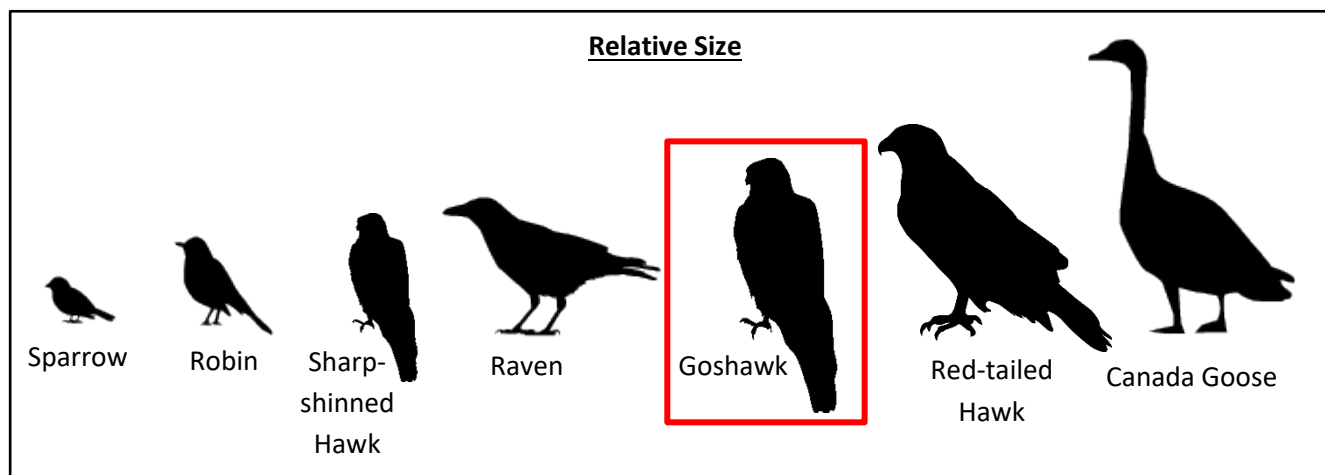 Relative Size
Sparrow
Robin
Sharp-
shinned
Hawk
Raven
Goshawk
Red-tailed
Hawk
Canada Goose